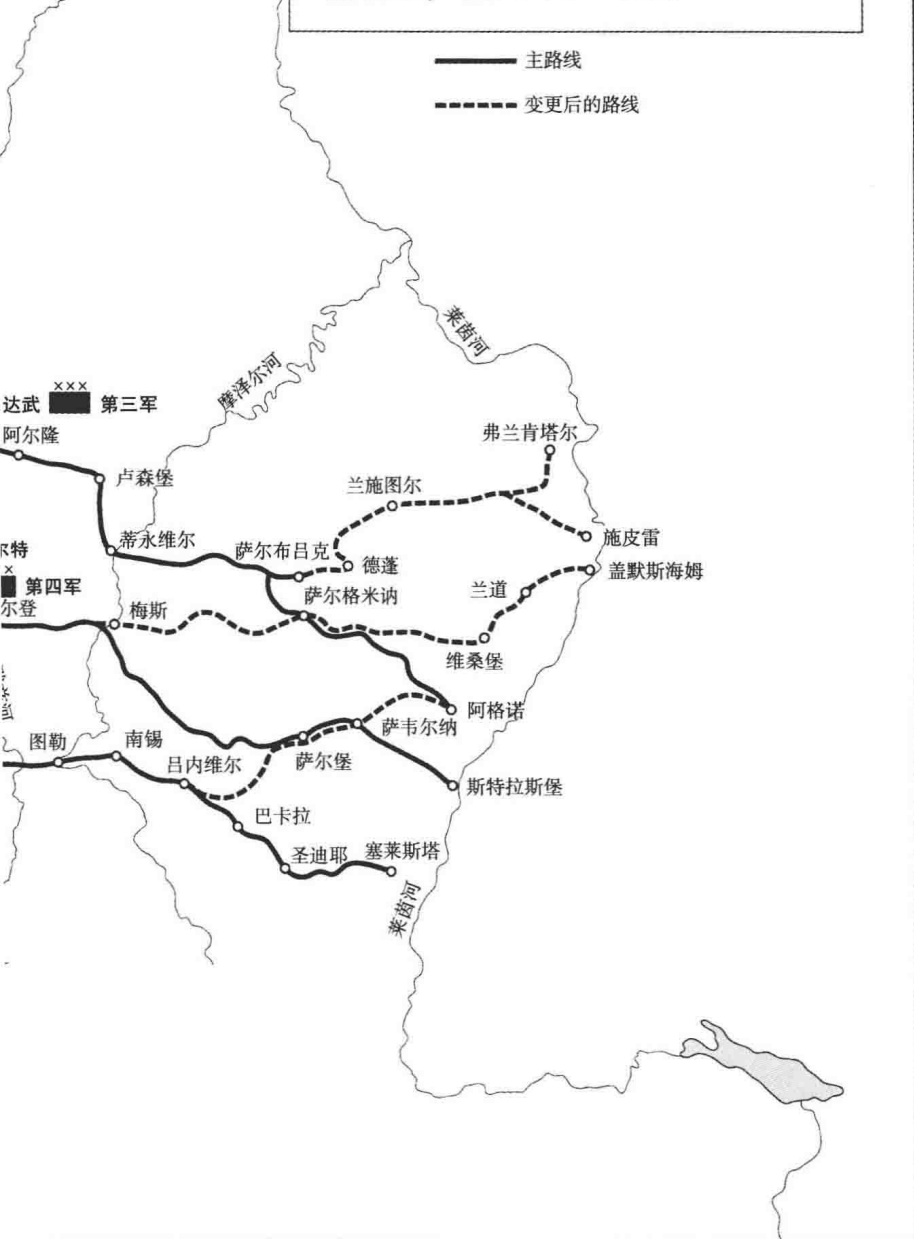 主路线
变更后的路线
莱茵河
摩泽尔河
×××
达武 第三军
阿尔隆
卢森堡
弗兰肯塔尔
兰施图尔
施皮雷
蒂永维尔
萨尔布吕克
德蓬
盖默斯海姆
尔特
×
第四军
尔登
梅斯
萨尔格米讷
兰道
维桑堡
阿格诺
图勒
南锡
吕内维尔
萨尔堡
萨韦尔纳
斯特拉斯堡
巴卡拉
圣迪耶
塞莱斯塔
莱茵河